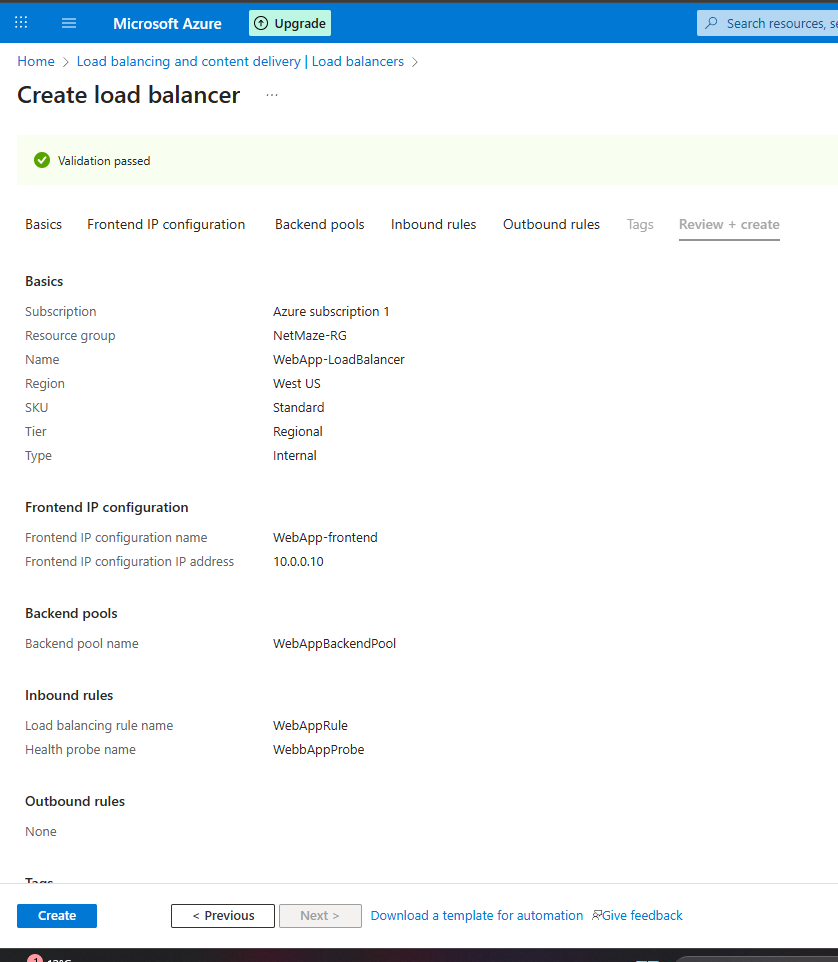 Microsoft Azure Upgrade Search resources, se
Home > Load balancing and content delivery | Load balancers >
Create load balancer ...
Validation passed
Basics Frontend IP configuration Backend pools Inbound rules Outbound rules Tags Review + create
Basics
Subscription Azure subscription 1
Resource group NetMaze-RG
Name WebApp-LoadBalancer
Region West US
SKU Standard
Tier Regional
Type Internal
Frontend IP configuration
Frontend IP configuration name WebApp-frontend
Frontend IP configuration IP address 10.0.0.10
Backend pools
Backend pool name WebAppBackendPool
Inbound rules
Load balancing rule name WebAppRule
Health probe name WebbAppProbe
Outbound rules
None
Tags
Create < Previous Next > Download a template for automation Give feedback
1